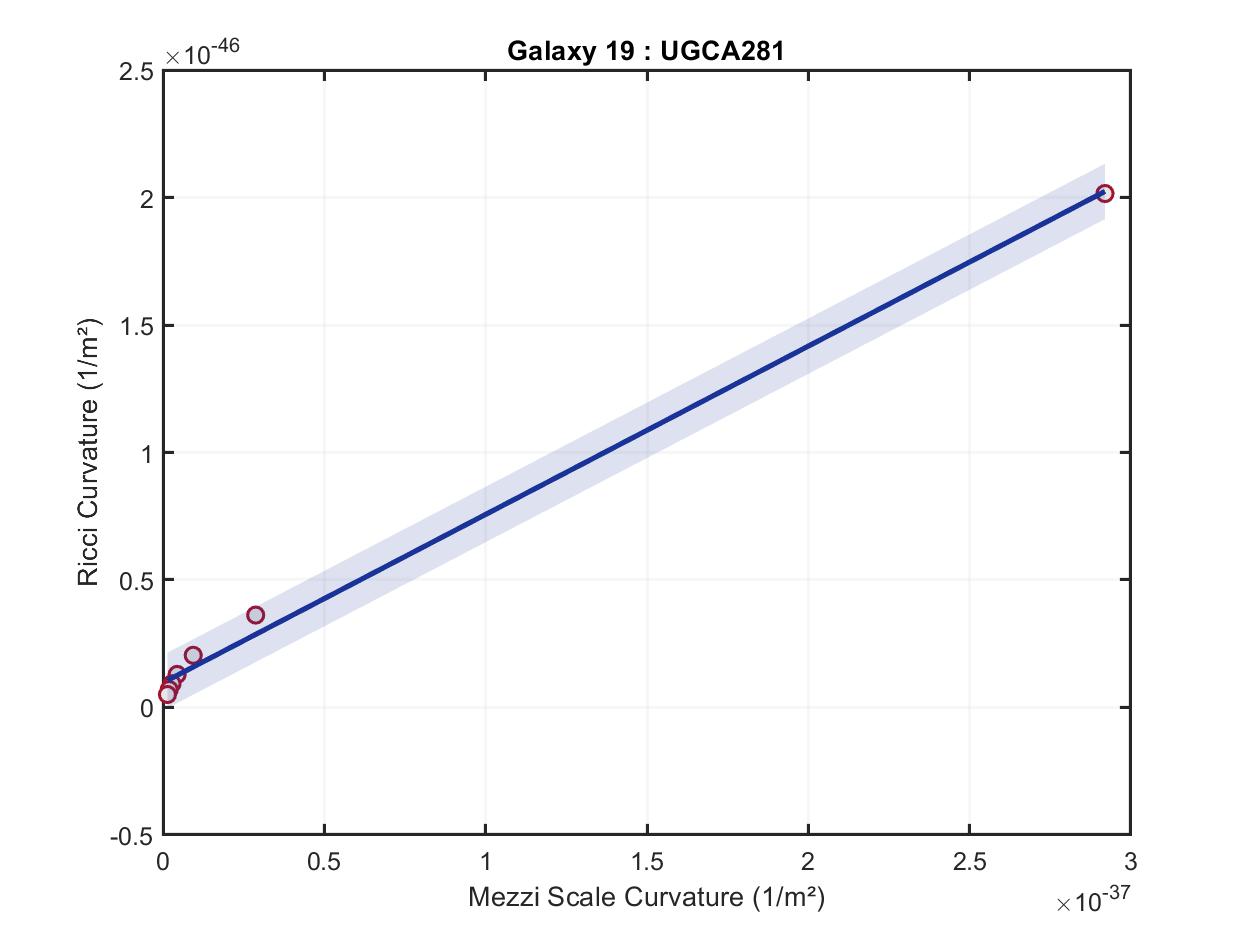 ×10⁻⁴⁶
Galaxy 19 : UGCA281
2.5
2
1.5
1
0.5
0
-0.5
Ricci Curvature (1/m²)
0 0.5 1 1.5 2 2.5 3
Mezzi Scale Curvature (1/m²)
×10⁻³⁷